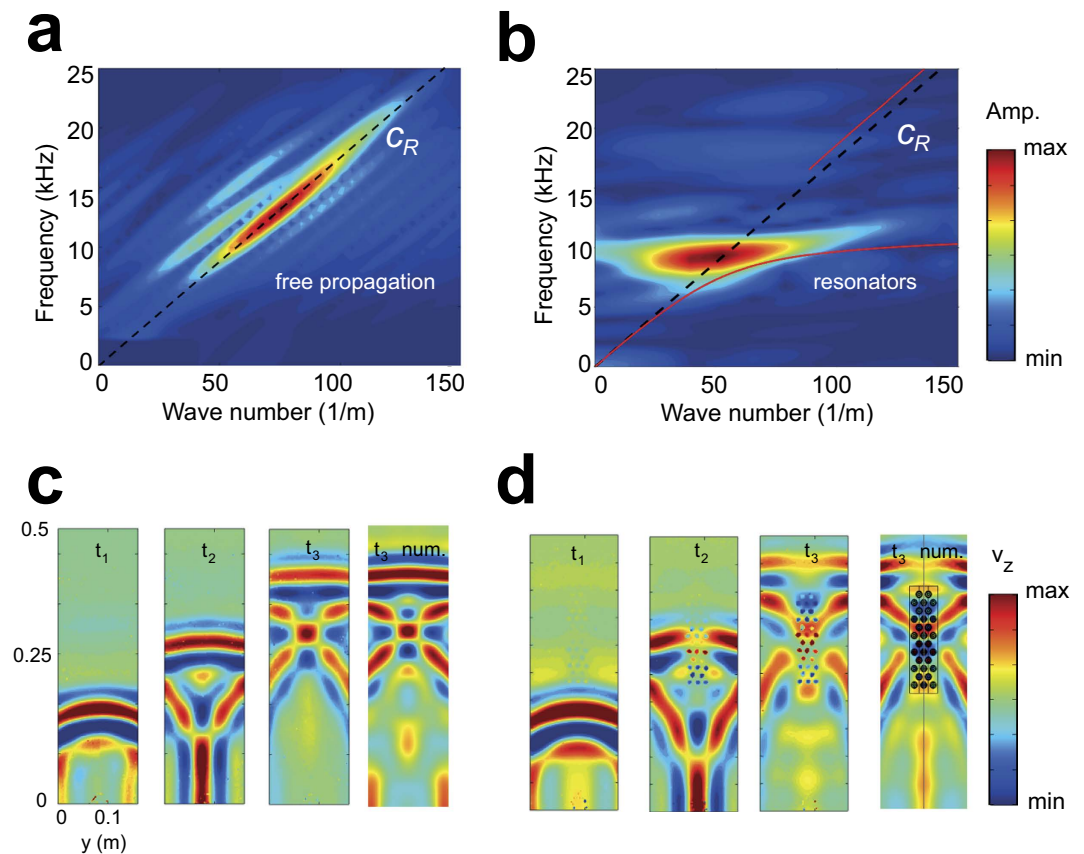 a
25
20
15
10
5
0
Frequency (kHz)
c_R
free propagation
0
50
100
150
Wave number (1/m)
b
25
20
15
10
5
0
Frequency (kHz)
c_R
resonators
0
50
100
150
Wave number (1/m)
Amp.
max
min
c
0.5
0.25
0
t_1
t_2
t_3
t_3 num.
0 0.1
y (m)
d
t_1
t_2
t_3
t_3 num.
v_z
max
min